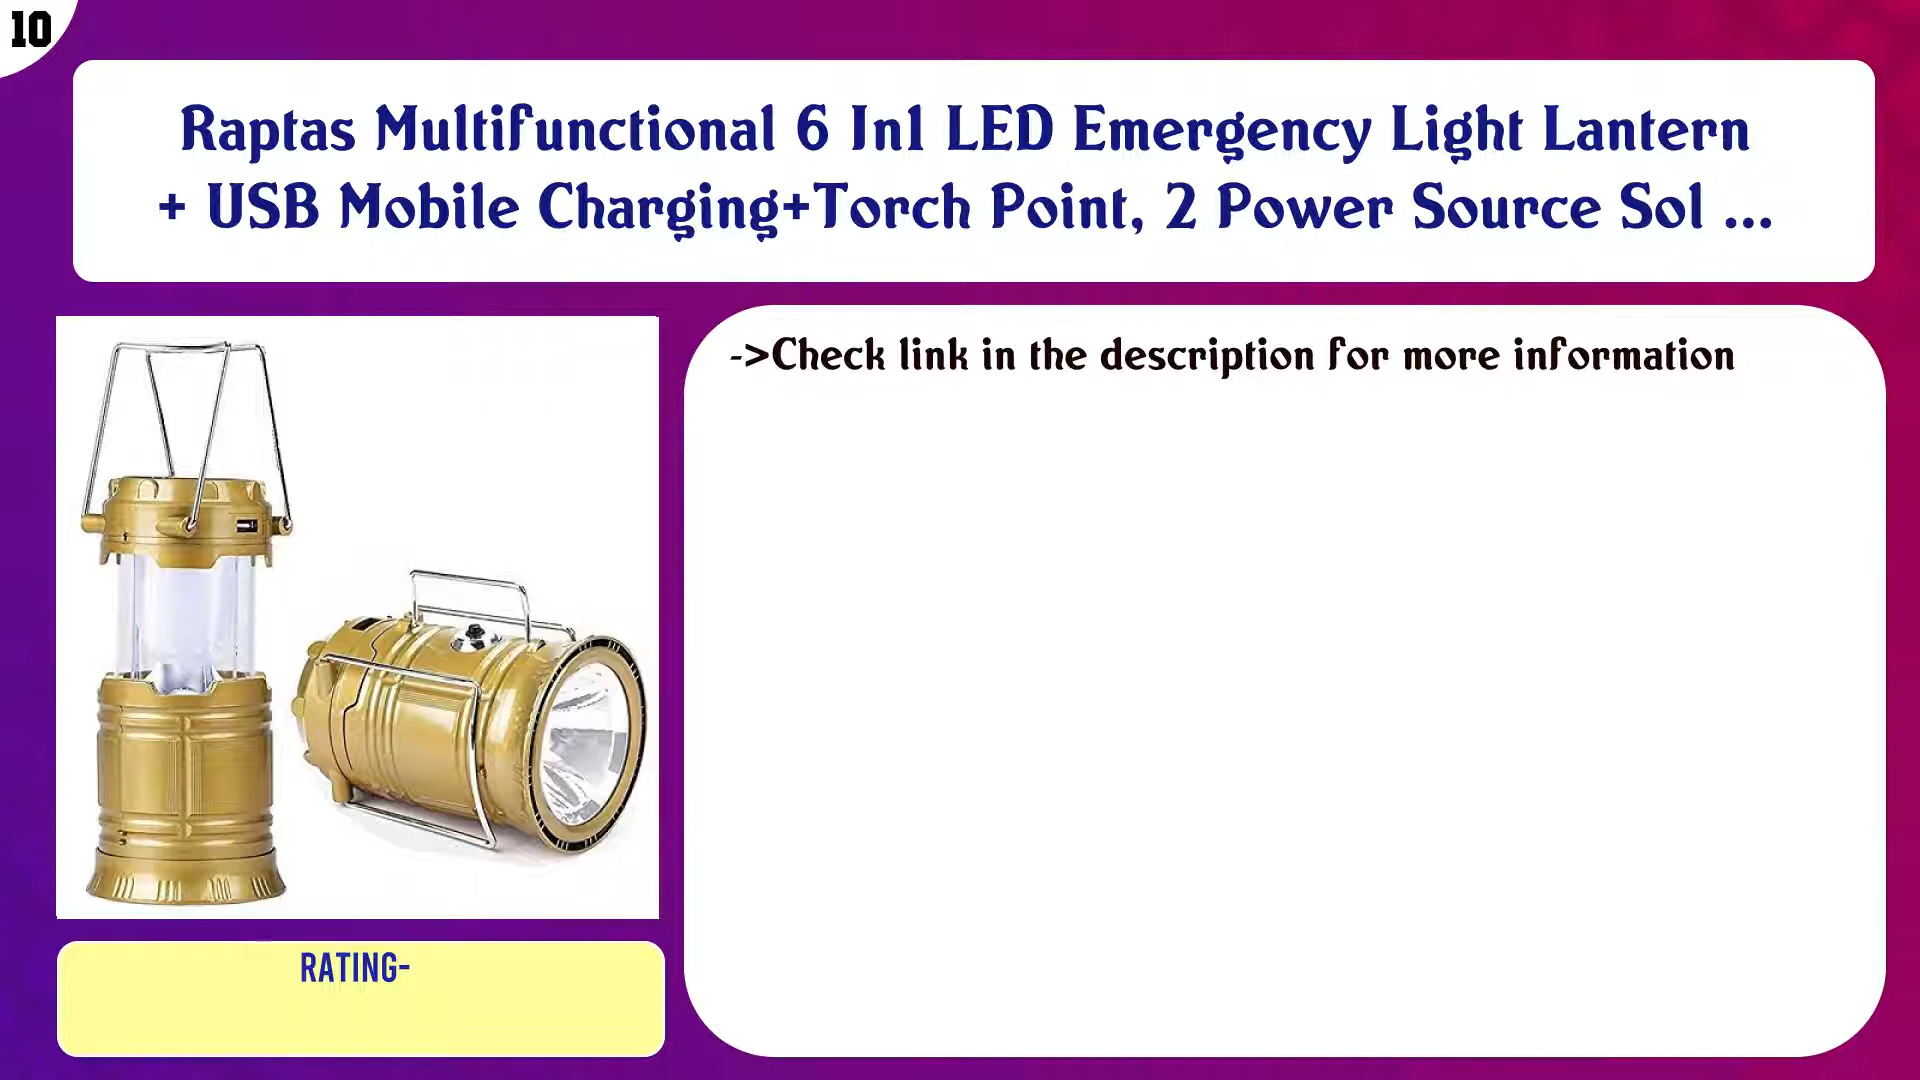 10
Raptas Multifunctional 6 In1 LED Emergency Light Lantern
+ USB Mobile Charging+Torch Point, 2 Power Source Sol ...
->Check link in the description for more information
RATING-